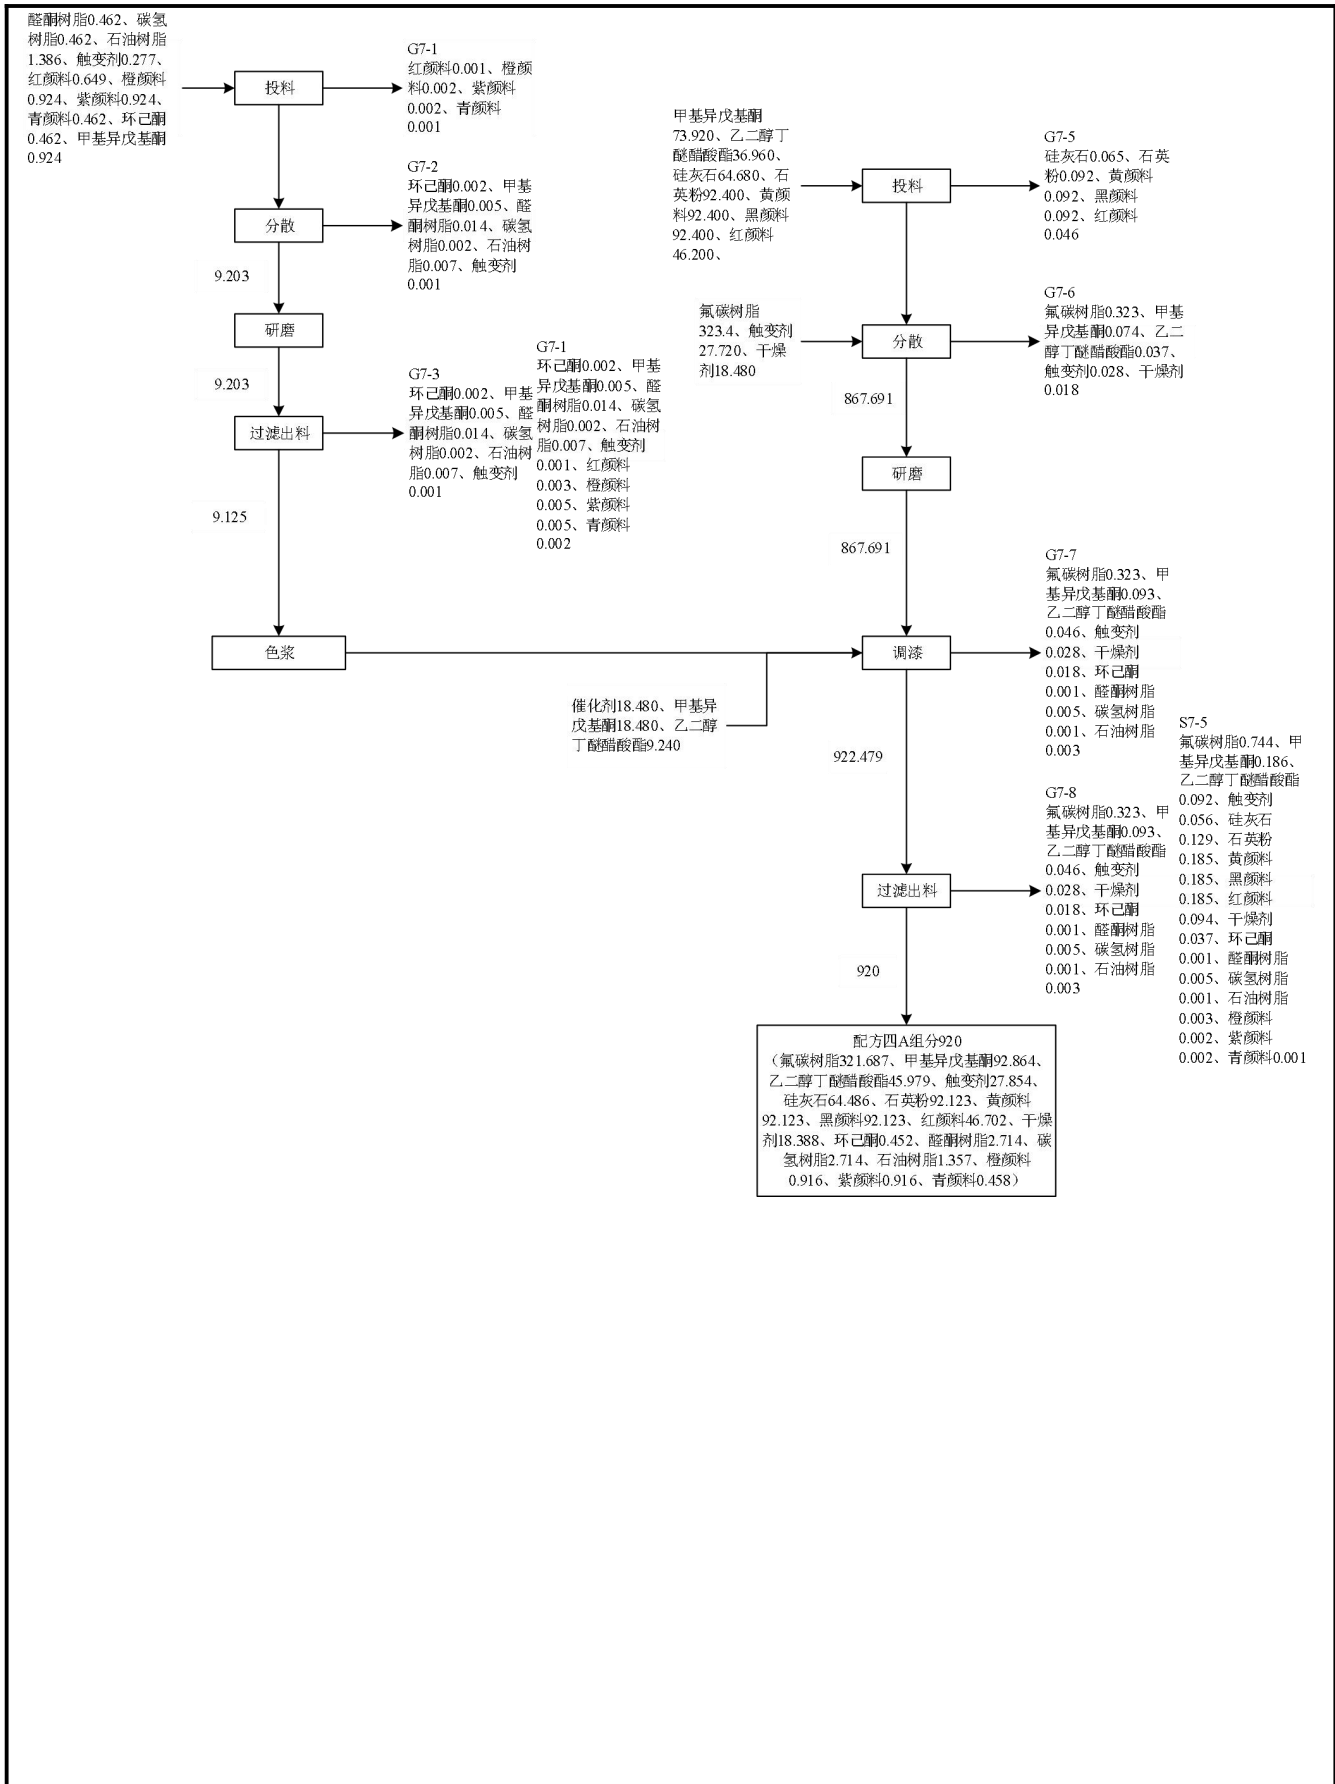 醛酮树脂0.462、碳氢
树脂0.462、石油树脂
1.386、触变剂0.277、
红颜料0.649、橙颜料
0.924、紫颜料0.924、
青颜料0.462、环己酮
0.462、甲基异戊基酮
0.924
投料
G7-1
红颜料0.001、橙颜
料0.002、紫颜料
0.002、青颜料
0.001
G7-2
环己酮0.002、甲基
异戊基酮0.005、醛
酮树脂0.014、碳氢
树脂0.002、石油树
脂0.007、触变剂
0.001
分散
9.203
研磨
9.203
过滤出料
G7-3
环己酮0.002、甲基
异戊基酮0.005、醛
酮树脂0.014、碳氢
树脂0.002、石油树
脂0.007、触变剂
0.001
G7-1
环己酮0.002、甲基
异戊基酮0.005、醛
酮树脂0.014、碳氢
树脂0.002、石油树
脂0.007、触变剂
0.001、红颜料
0.003、橙颜料
0.005、紫颜料
0.005、青颜料
0.002
9.125
色浆
甲基异戊基酮
73.920、乙二醇丁
醚醋酸酯36.960、
硅灰石64.680、石
英粉92.400、黄颜
料92.400、黑颜料
92.400、红颜料
46.200、
投料
G7-5
硅灰石0.065、石英
粉0.092、黄颜料
0.092、黑颜料
0.092、红颜料
0.046
氟碳树脂
323.4、触变剂
27.720、干燥
剂18.480
分散
G7-6
氟碳树脂0.323、甲基
异戊基酮0.074、乙二
醇丁醚醋酸酯0.037、
触变剂0.028、干燥剂
0.018
867.691
研磨
867.691
催化剂18.480、甲基异
戊基酮18.480、乙二醇
丁醚醋酸酯9.240
调漆
G7-7
氟碳树脂0.323、甲
基异戊基酮0.093、
乙二醇丁醚醋酸酯
0.046、触变剂
0.028、干燥剂
0.018、环己酮
0.001、醛酮树脂
0.005、碳氢树脂
0.001、石油树脂
0.003
922.479
过滤出料
G7-8
氟碳树脂0.323、甲
基异戊基酮0.093、
乙二醇丁醚醋酸酯
0.046、触变剂
0.028、干燥剂
0.018、环己酮
0.001、醛酮树脂
0.005、碳氢树脂
0.001、石油树脂
0.003
S7-5
氟碳树脂0.744、甲
基异戊基酮0.186、
乙二醇丁醚醋酸酯
0.092、触变剂
0.056、硅灰石
0.129、石英粉
0.185、黄颜料
0.185、黑颜料
0.185、红颜料
0.094、干燥剂
0.037、环己酮
0.001、醛酮树脂
0.005、碳氢树脂
0.001、石油树脂
0.003、橙颜料
0.002、紫颜料
0.002、青颜料0.001
920
配方四A组分920
（氟碳树脂321.687、甲基异戊基酮92.864、
乙二醇丁醚醋酸酯45.979、触变剂27.854、
硅灰石64.486、石英粉92.123、黄颜料
92.123、黑颜料92.123、红颜料46.702、干燥
剂18.388、环己酮0.452、醛酮树脂2.714、碳
氢树脂2.714、石油树脂1.357、橙颜料
0.916、紫颜料0.916、青颜料0.458）